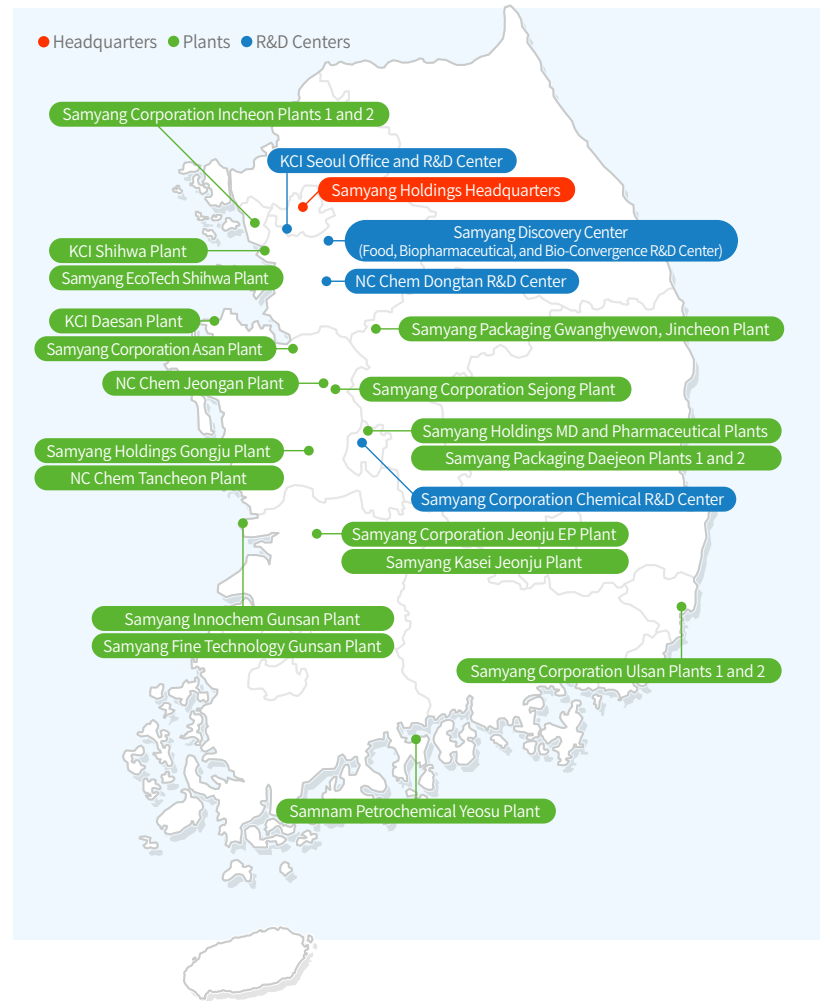 Headquarters Plants R&D Centers
Samyang Corporation Incheon Plants 1 and 2
KCI Seoul Office and R&D Center
Samyang Holdings Headquarters
Samyang Discovery Center
(Food, Biopharmaceutical, and Bio-Convergence R&D Center)
KCI Shihwa Plant
Samyang EcoTech Shihwa Plant
NC Chem Dongtan R&D Center
KCI Daesan Plant
Samyang Packaging Gwanghyewon, Jincheon Plant
Samyang Corporation Asan Plant
NC Chem Jeongan Plant
Samyang Corporation Sejong Plant
Samyang Holdings MD and Pharmaceutical Plants
Samyang Packaging Daejeon Plants 1 and 2
Samyang Holdings Gongju Plant
NC Chem Tancheon Plant
Samyang Corporation Chemical R&D Center
Samyang Corporation Jeonju EP Plant
Samyang Kasei Jeonju Plant
Samyang Innochem Gunsan Plant
Samyang Fine Technology Gunsan Plant
Samyang Corporation Ulsan Plants 1 and 2
Samnam Petrochemical Yeosu Plant